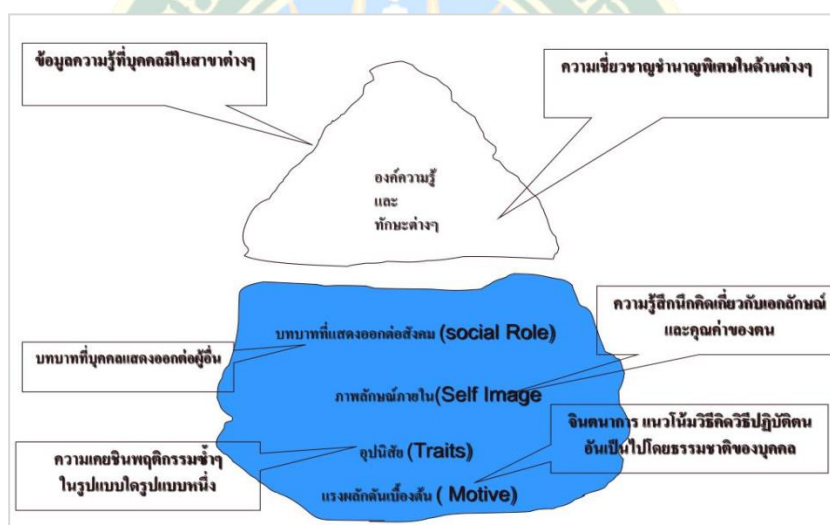 ข้อมูลความรู้ที่บุคคลมีในสาขาต่างๆ
ความเชี่ยวชาญชำนาญพิเศษในด้านต่างๆ
องค์ความรู้
และ
ทักษะต่างๆ
ความรู้สึกนึกคิดเกี่ยวกับเอกลักษณ์
และคุณค่าของตน
บทบาทที่แสดงออกต่อสังคม (social Role)
บทบาทที่บุคคลแสดงออกต่อผู้อื่น
ภาพลักษณ์ภายใน(Self Image
จินตนาการ แนวโน้มวิธีคิดวิธีปฏิบัติตน
อันเป็นไปโดยธรรมชาติของบุคคล
อุปนิสัย (Traits)
ความเคยชินพฤติกรรมซ้ำๆ
ในรูปแบบใดรูปแบบหนึ่ง
แรงผลักดันเบื้องต้น ( Motive)